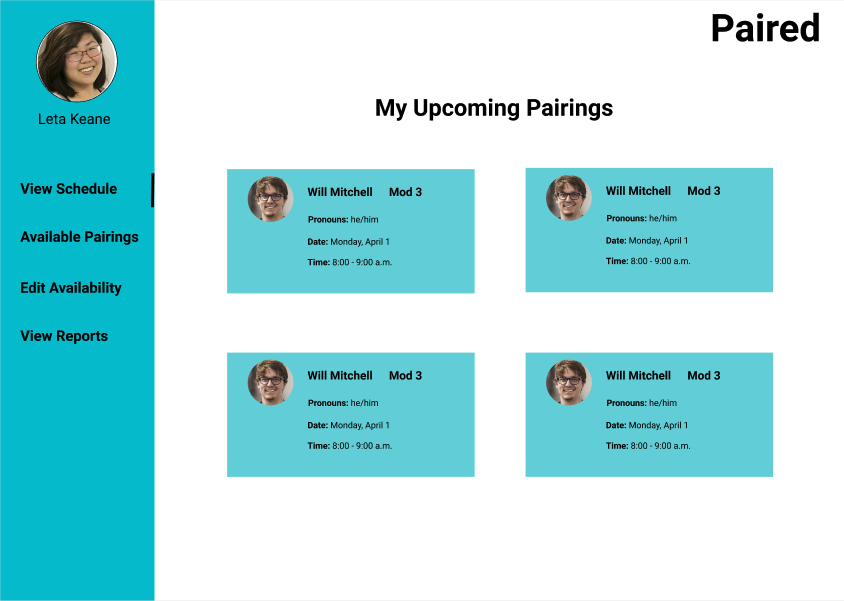 Paired
Leta Keane
View Schedule
Available Pairings
Edit Availability
View Reports
My Upcoming Pairings
Will Mitchell Mod 3
Pronouns: he/him
Date: Monday, April 1
Time: 8:00 - 9:00 a.m.
Will Mitchell Mod 3
Pronouns: he/him
Date: Monday, April 1
Time: 8:00 - 9:00 a.m.
Will Mitchell Mod 3
Pronouns: he/him
Date: Monday, April 1
Time: 8:00 - 9:00 a.m.
Will Mitchell Mod 3
Pronouns: he/him
Date: Monday, April 1
Time: 8:00 - 9:00 a.m.